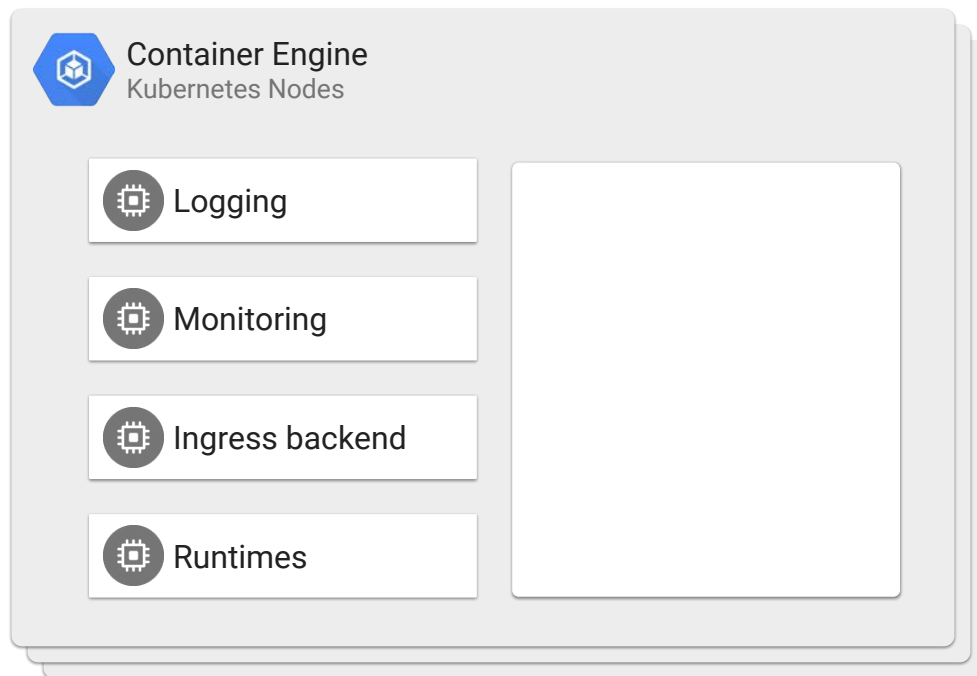 Container Engine
Kubernetes Nodes
Logging
Monitoring
Ingress backend
Runtimes